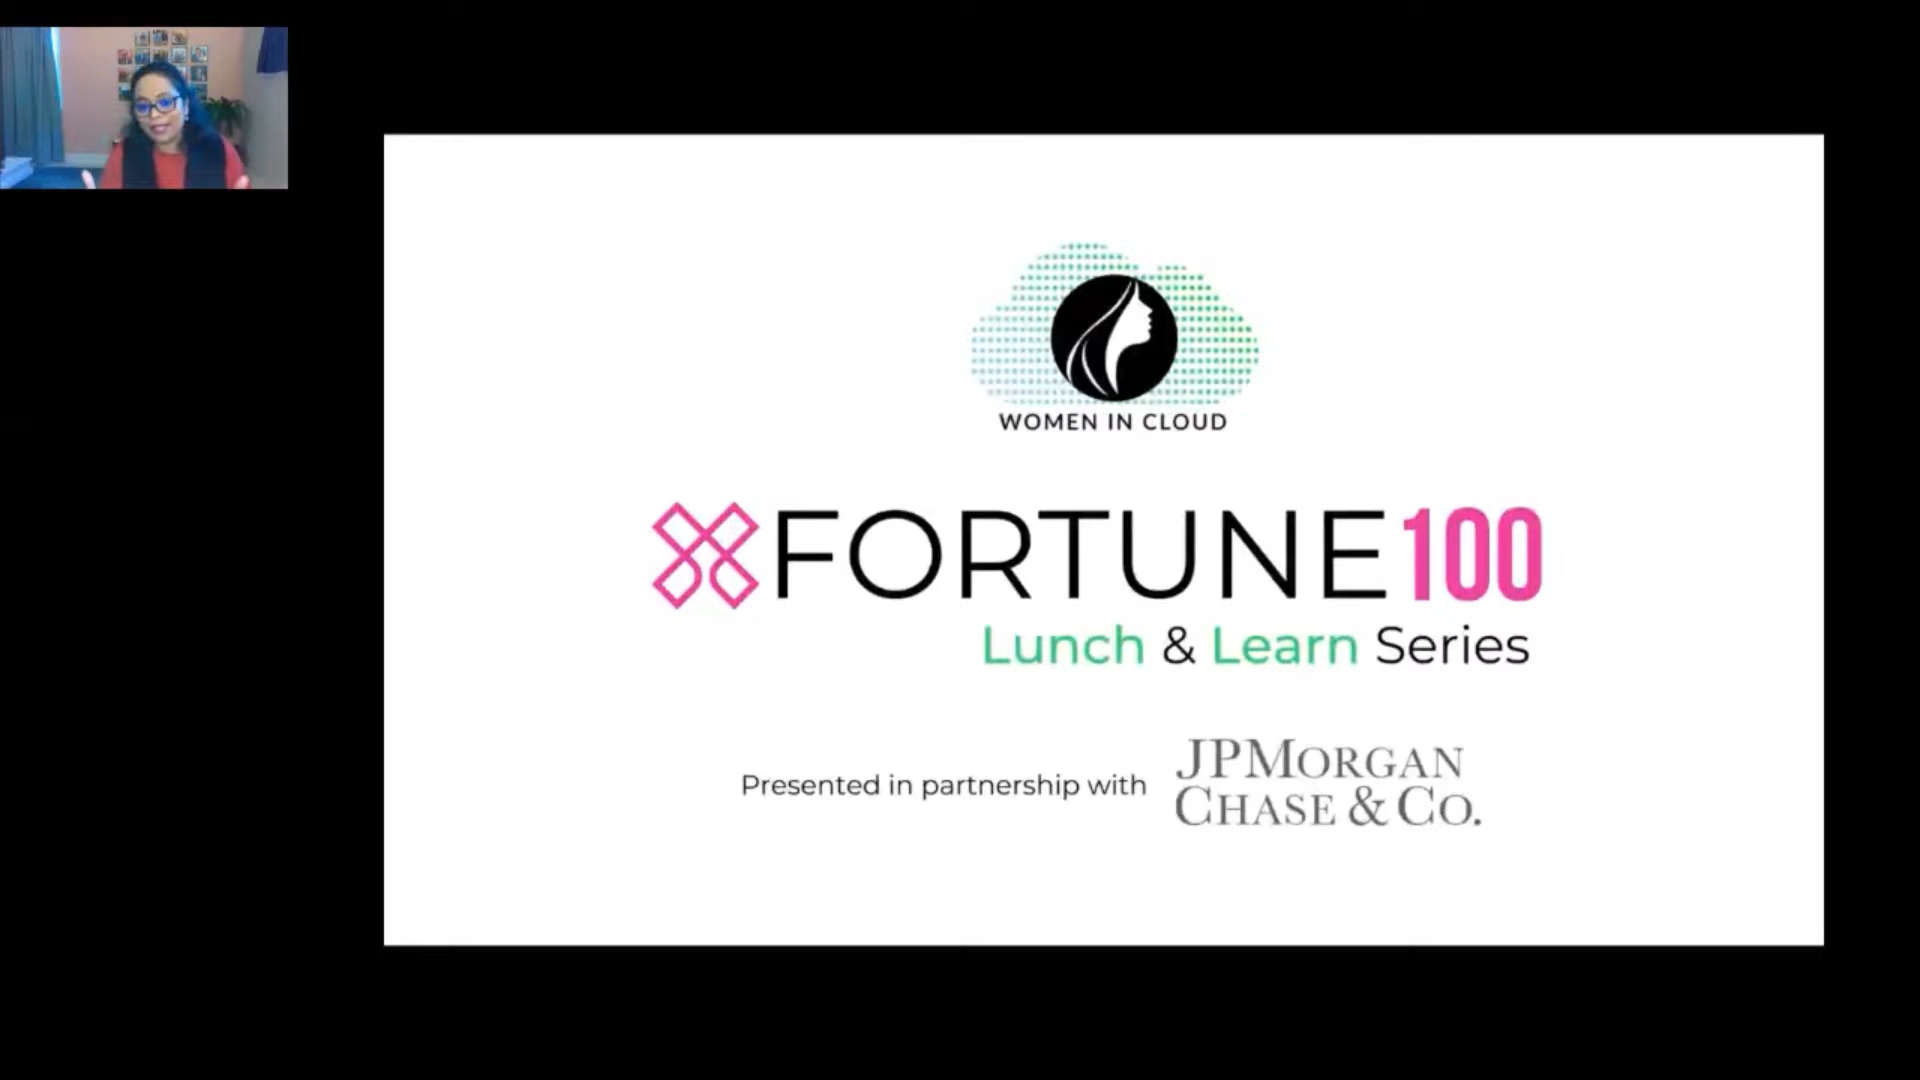 WOMEN IN CLOUD
FORTUNE100
Lunch & Learn Series
Presented in partnership with
JPMORGAN
CHASE & CO.